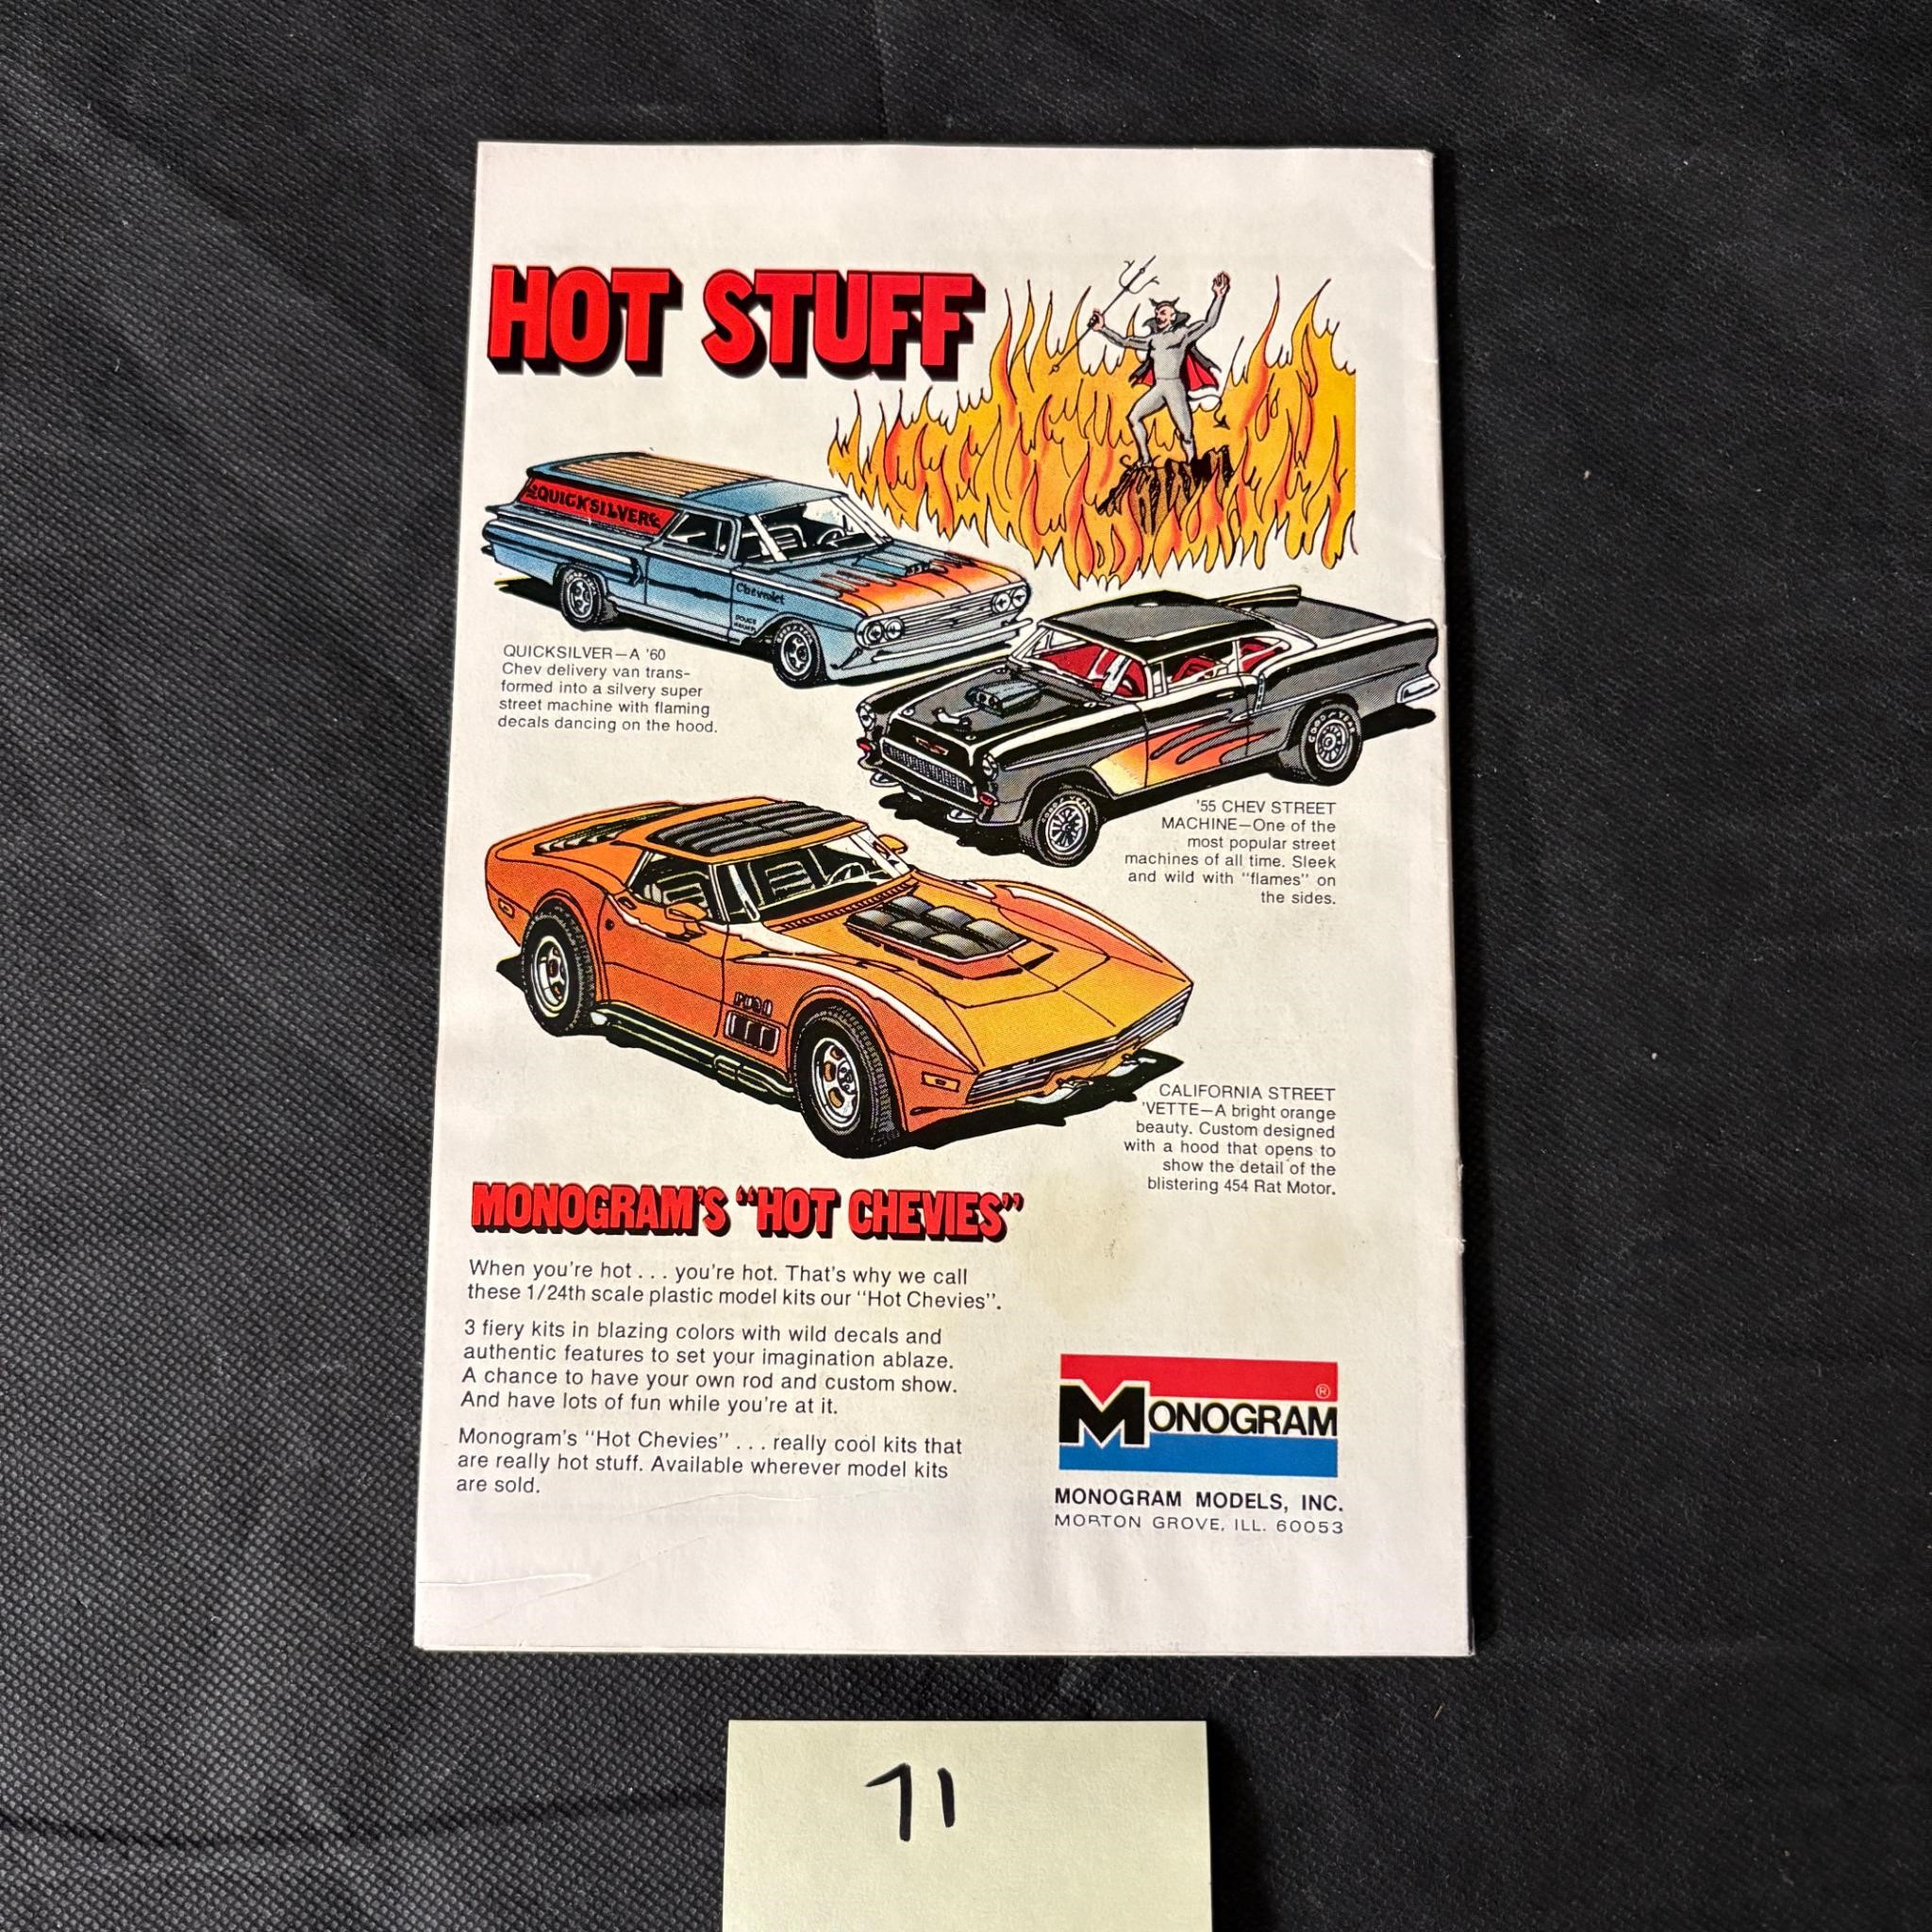 HOT STUFF
QUICKSILVER
Chevrolet
QUICKSILVER—A '60
Chev delivery van trans-
formed into a silvery super
street machine with flaming
decals dancing on the hood.
GOOD YEAR
'55 CHEV STREET
MACHINE—One of the
most popular street
machines of all time. Sleek
and wild with "flames" on
the sides.
CALIFORNIA STREET
'VETTE—A bright orange
beauty. Custom designed
with a hood that opens to
show the detail of the
blistering 454 Rat Motor.
MONOGRAM'S "HOT CHEVIES"
When you're hot . . . you're hot. That's why we call
these 1/24th scale plastic model kits our "Hot Chevies".
3 fiery kits in blazing colors with wild decals and
authentic features to set your imagination ablaze.
A chance to have your own rod and custom show.
And have lots of fun while you're at it.
Monogram's "Hot Chevies" . . . really cool kits that
are really hot stuff. Available wherever model kits
are sold.
MONOGRAM ®
MONOGRAM MODELS, INC.
MORTON GROVE, ILL. 60053
71